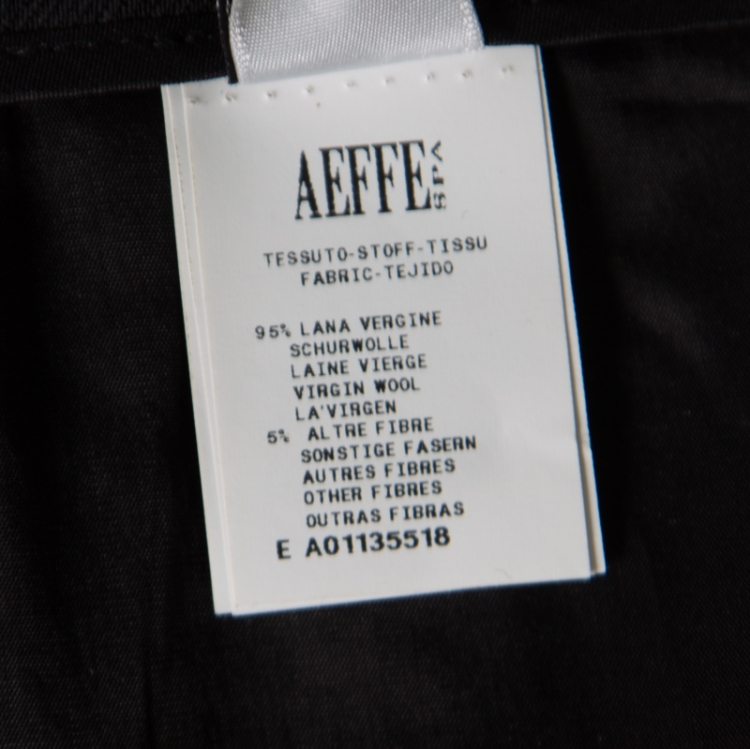 AEFFE SPA
TESSUTO-STOFF-TISSU
FABRIC-TEJIDO
95% LANA VERGINE
SCHURWOLLE
LAINE VIERGE
VIRGIN WOOL
LA'VIRGEN
5% ALTRE FIBRE
SONSTIGE FASERN
AUTRES FIBRES
OTHER FIBRES
OUTRAS FIBRAS
E A01135518